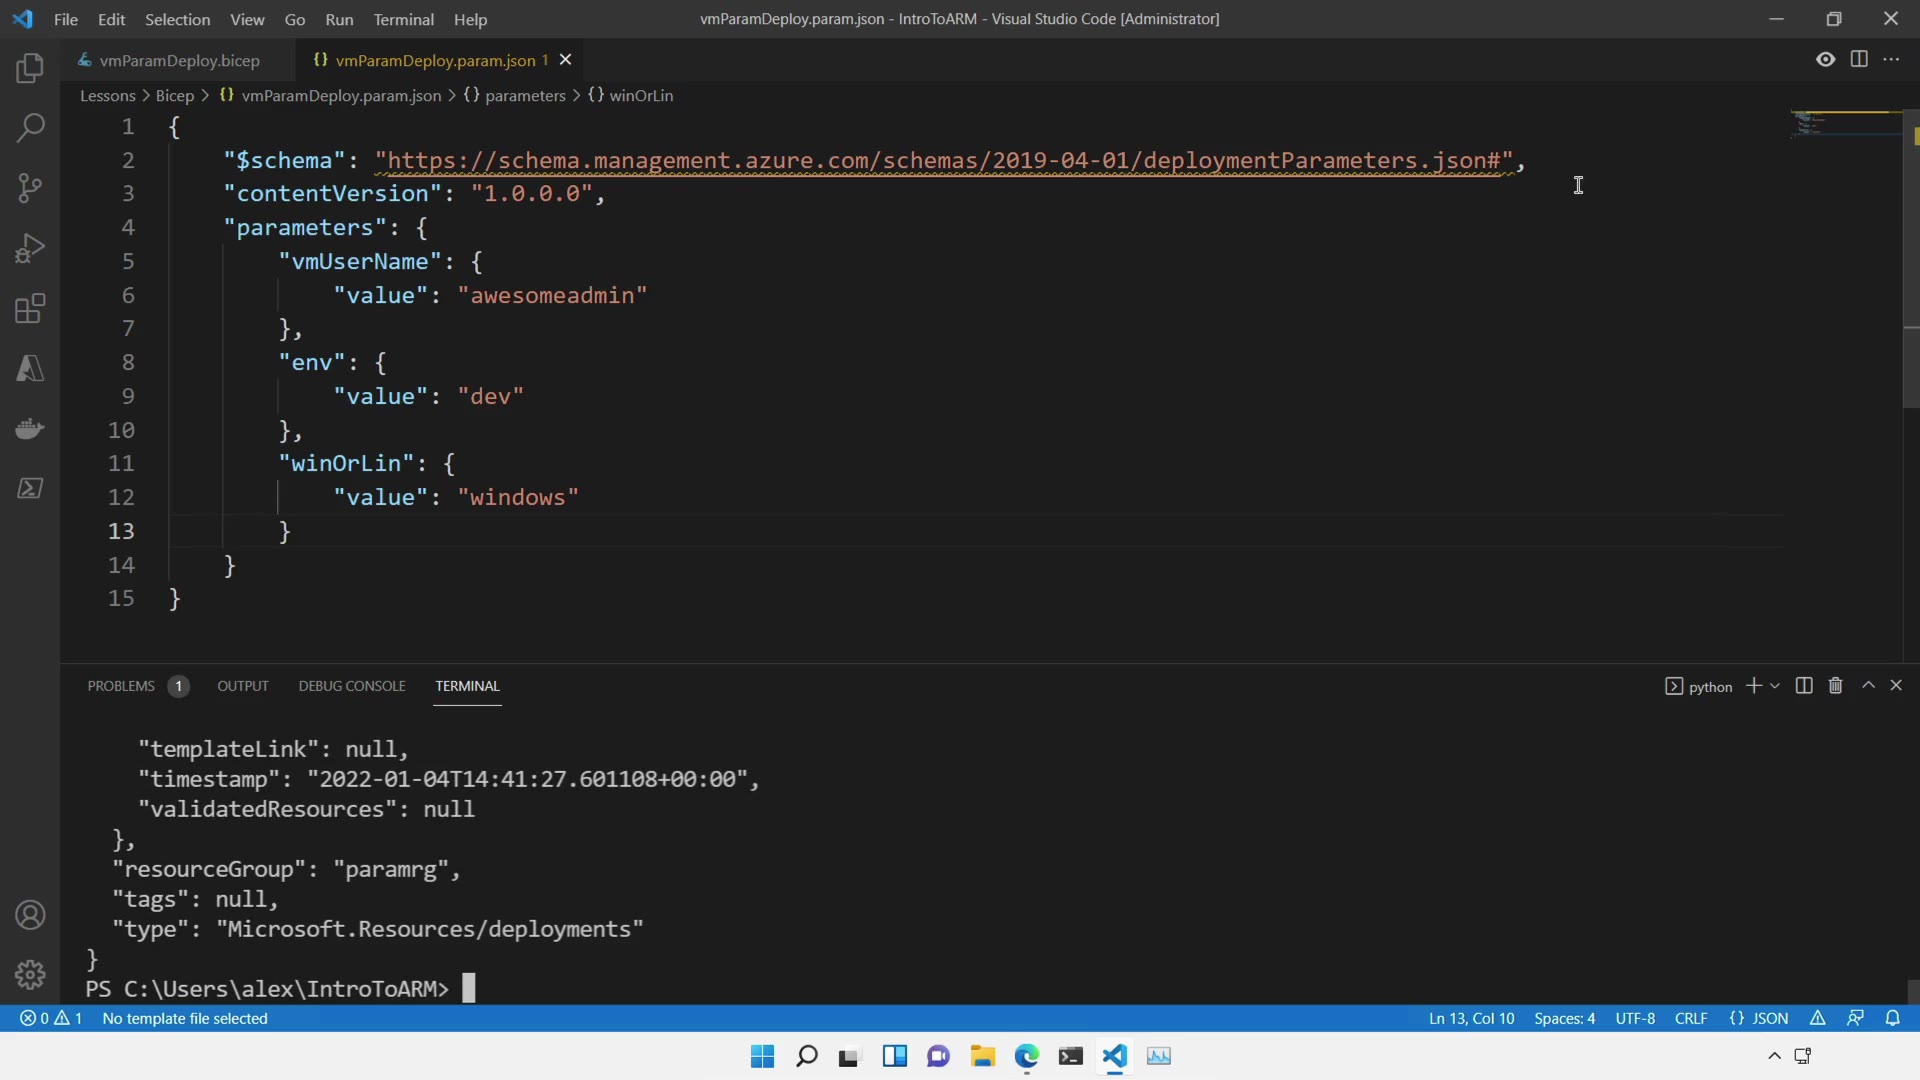 File Edit Selection View Go Run Terminal Help
vmParamDeploy.param.json - IntroToARM - Visual Studio Code [Administrator]
vmParamDeploy.bicep
{} vmParamDeploy.param.json 1
Lessons > Bicep > {} vmParamDeploy.param.json > {} parameters > {} winOrLin
1 {
2 "$schema": "https://schema.management.azure.com/schemas/2019-04-01/deploymentParameters.json#",
3 "contentVersion": "1.0.0.0",
4 "parameters": {
5 "vmUserName": {
6 "value": "awesomeadmin"
7 },
8 "env": {
9 "value": "dev"
10 },
11 "winOrLin": {
12 "value": "windows"
13 }
14 }
15 }
PROBLEMS 1 OUTPUT DEBUG CONSOLE TERMINAL
python
"templateLink": null,
"timestamp": "2022-01-04T14:41:27.601108+00:00",
"validatedResources": null
},
"resourceGroup": "paramrg",
"tags": null,
"type": "Microsoft.Resources/deployments"
}
PS C:\Users\alex\IntroToARM>
0 1 No template file selected
Ln 13, Col 10 Spaces: 4 UTF-8 CRLF {} JSON